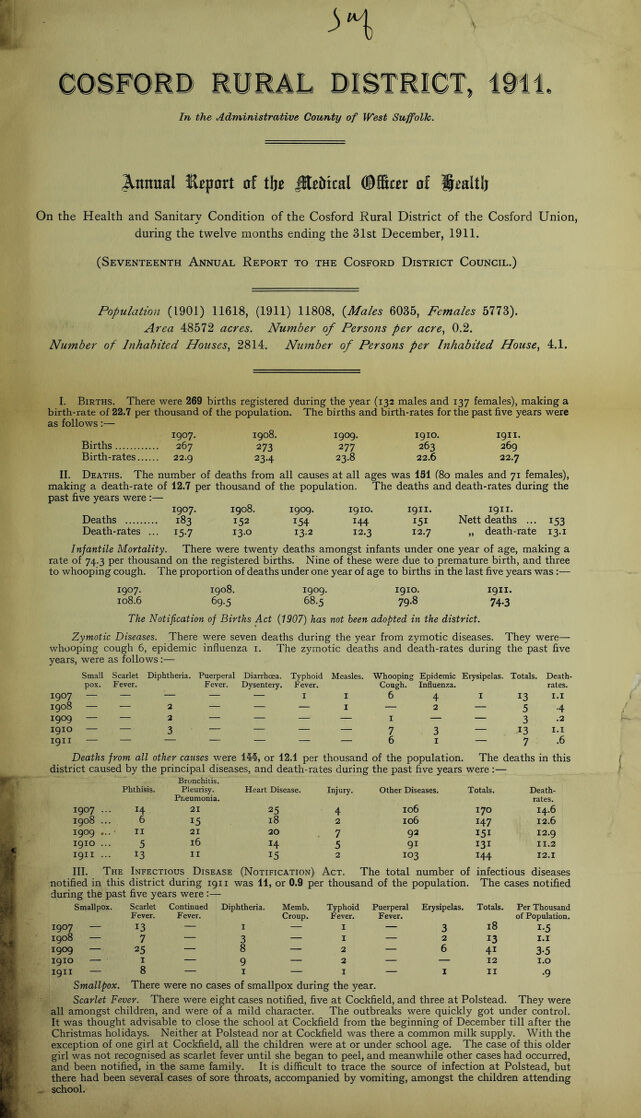 COSFORD RURAL DISTRICT, 1911.
In the Administrative County of West Suffolk.
Annual Report of the Medical Officer of Health
On the Health and Sanitary Condition of the Cosford Rural District of the Cosford Union,
during the twelve months ending the 31st December, 1911.
(Seventeenth Annual Report to the Cosford District Council.)
Population (1901) 11618, (1911) 11808, (Males 6035, Females 5773).
Area 48572 acres. Number of Persons per acre, 0.2.
Number of Inhabited Houses, 2814. Number of Persons per Inhabited House, 4.1.
I. Births. There were 269 births registered during the year (132 males and 137 females), making a
birth-rate of 22.7 per thousand of the population. The births and birth-rates for the past five years were
as follows:—
1907. 1908. 1909. 1910. 1911.
Births............ 267 273 277 263 269
Birth-rates...... 22.9 23.4 23.8 22.6 22.7
II. Deaths. The number of deaths from all causes at all ages was 151 (80 males and 71 females),
making a death-rate of 12.7 per thousand of the population. The deaths and death-rates during the
past five years were:—
1907. 1908. 1909. 1910. 1911. 1911.
Deaths ......... 183 152 154 144 151 Nett deaths ... 153
Death-rates ... 15.7 13.0 13.2 12.3 12.7 „ death-rate 13.1
Infantile Mortality. There were twenty deaths amongst infants under one year of age, making a
rate of 74.3 per thousand on the registered births. Nine of these were due to premature birth, and three
to whooping cough. The proportion of deaths under one year of age to births in the last five years was:—
1907. 1908. 1909. 1910. 1911.
108.6 69.5 68.5 79.8 74.3
The Notification of Births Act (1907) has not been adopted in the district.
Zymotic Diseases. There were seven deaths during the year from zymotic diseases. They were—
whooping cough 6, epidemic influenza 1. The zymotic deaths and death-rates during the past five
years, were as follows:—
Small Scarlet Diphtheria. Puerperal Diarrhœa. Typhoid Measles. Whooping Epidemic Erysipelas. Totals. Death-
pox. Fever. Fever. Dysentery. Fever. Cough. Influenza. rates.
1907 — — — — — 1 1 6 4 1 13 1.1
1908 — — 2 — — — 1 — 2 — 5 .4
1909 — — 2 — — — — 1 — — 3 .2
1910 — — 3 — — — — 7 3 — 13 1.1
1911 — — — — — — — 6 1 — 7 .6
Deaths from all other causes were 144, or 12.1 per thousand of the population. The deaths in this
district caused by the principal diseases, and death-rates during the past five years were:—
Bronchitis.
Phthisis. Pleurisy. Heart Disease. Injury. Other Diseases. Totals. Death-
Pneumonia. rates.
1907 ... 14 21 25 4 106 170 14.6
1908 ... 6 15 18 2 106 147 12.6
1909 ... 11 21 20 7 92 151 12.9
1910 ... 5 16 14 5 91 131 11.2
1911 ... 13 11 15 2 103 144 12.1
III. The Infectious Disease (Notification) Act. The total number of infectious diseases
notified in this district during 1911 was 11, or 0.9 per thousand of the population. The cases notified
during the past five years were:—
Smallpox. Scarlet Continued Diphtheria. Memb. Typhoid Puerperal Erysipelas. Totals. Per Thousand
Fever. Fever. Croup. Fever. Fever. of Population.
1907 — 13 — 1 — 1 — 3 18 1.5
1908 — 7 — 3 — 1 — 2 13 1.1
1909 — 25 — 8 — 2 — 6 41 3.5
1910 — 1 — 9 — 2 — — 12 1.0
1911 — 8 — 1 — 1 — 1 11 .9
Smallpox. There were no cases of smallpox during the year.
Scarlet Fever. There were eight cases notified, five at Cockfield, and three at Polstead. They were
all amongst children, and were of a mild character. The outbreaks were quickly got under control.
It was thought advisable to close the school at Cockfield from the beginning of December till after the
Christmas holidays. Neither at Polstead nor at Cockfield was there a common milk supply. With the
exception of one girl at Cockfield, all the children were at or under school age. The case of this older
girl was not recognised as scarlet fever until she began to peel, and meanwhile other cases had occurred,
and been notified, in the same family. It is difficult to trace the source of infection at Polstead, but
there had been several cases of sore throats, accompanied by vomiting, amongst the children attending
school.